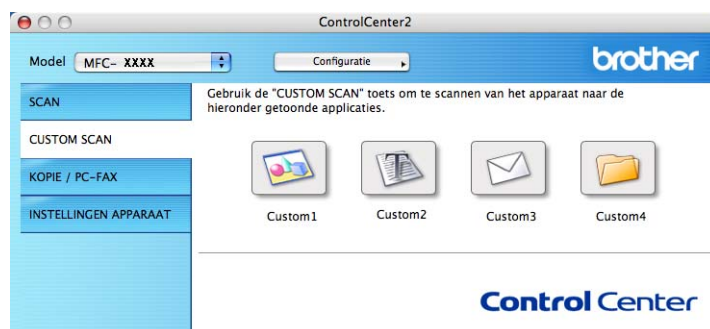 ControlCenter2
Model MFC- XXXX Configuratie brother
SCAN
CUSTOM SCAN
KOPIE / PC-FAX
INSTELLINGEN APPARAAT
Gebruik de "CUSTOM SCAN" toets om te scannen van het apparaat naar de
hieronder getoonde applicaties.
Custom1 Custom2 Custom3 Custom4
Control Center